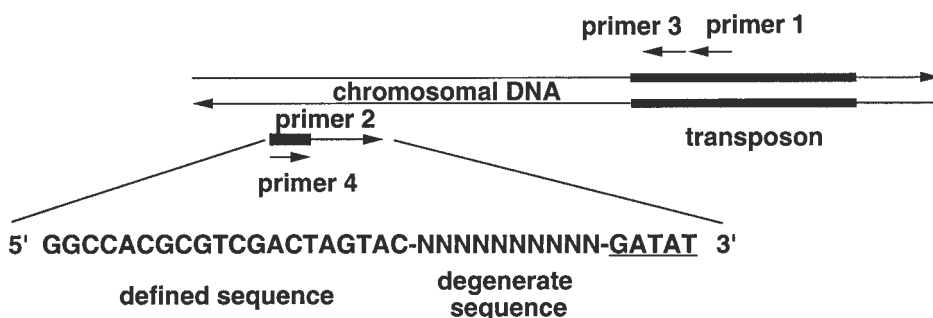 primer 3 primer 1
chromosomal DNA
primer 2
transposon
primer 4
5' GGCCACGCGTCGACTAGTAC-NNNNNNNNNN-GATAT 3'
defined sequence
degenerate
sequence